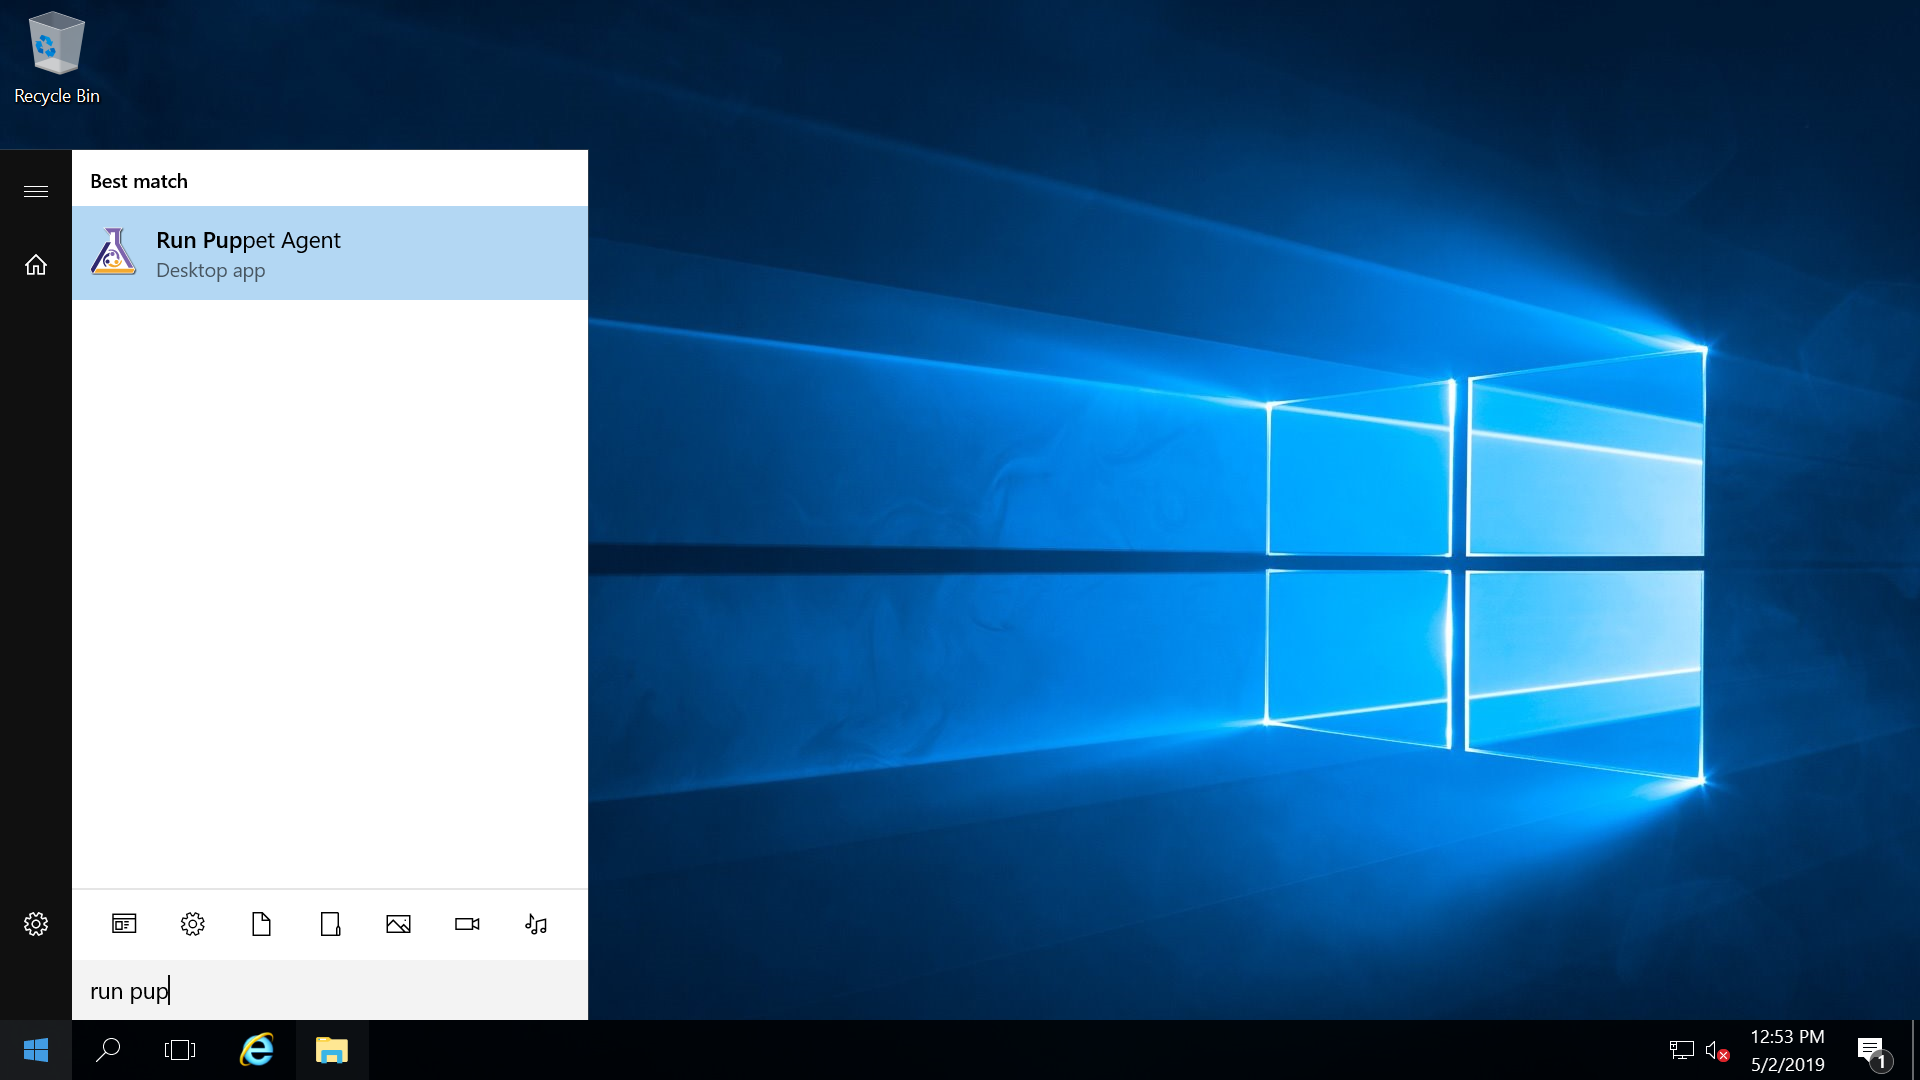 Recycle Bin
Best match
Run Puppet Agent
Desktop app
run pup
12:53 PM
5/2/2019
1